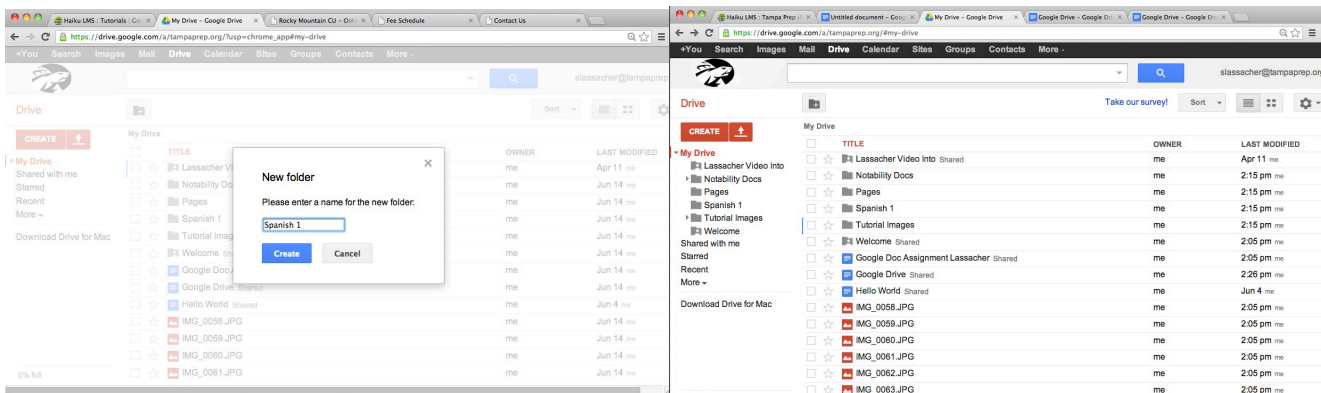 Haiku LMS : Tutorials : Goo
My Drive – Google Drive
Rocky Mountain CU – Onli
Fee Schedule
Contact Us
https://drive.google.com/a/tampaprep.org/?usp=chrome_app#my-drive
+You Search Images Mail Drive Calendar Sites Groups Contacts More
slassacher@tampaprep
Drive
Sort
CREATE
My Drive
TITLE OWNER LAST MODIFIED
My Drive
Shared with me
Starred
Recent
More
Download Drive for Mac
0% full
Lassacher Vi me Apr 11 me
Notability Do me Jun 14 me
Pages me Jun 14 me
Spanish 1 me Jun 14 me
Tutorial Imag me Jun 14 me
Welcome me Jun 14 me
Google Doc A me Jun 14 me
Google Drive Shared me Jun 14 me
Hello World Shared me Jun 4 me
IMG_0058.JPG me Jun 14 me
IMG_0059.JPG me Jun 14 me
IMG_0060.JPG me Jun 14 me
IMG_0061.JPG me Jun 14 me
New folder
Please enter a name for the new folder:
Spanish 1
Create Cancel
Haiku LMS : Tampa Prep
Untitled document – Goog
My Drive – Google Drive
Google Drive – Google Dri
Google Drive – Google Dri
https://drive.google.com/a/tampaprep.org/#my-drive
+You Search Images Mail Drive Calendar Sites Groups Contacts More
slassacher@tampaprep.org
Drive
Take our survey! Sort
CREATE
My Drive
TITLE OWNER LAST MODIFIED
My Drive
Lassacher Video Into
Notability Docs
Pages
Spanish 1
Tutorial Images
Welcome
Shared with me
Starred
Recent
More
Download Drive for Mac
Lassacher Video Into Shared me Apr 11 me
Notability Docs me 2:15 pm me
Pages me 2:15 pm me
Spanish 1 me 2:15 pm me
Tutorial Images me 2:15 pm me
Welcome Shared me 2:05 pm me
Google Doc Assignment Lassacher Shared me 2:05 pm me
Google Drive Shared me 2:26 pm me
Hello World Shared me Jun 4 me
IMG_0058.JPG me 2:05 pm me
IMG_0059.JPG me 2:05 pm me
IMG_0060.JPG me 2:05 pm me
IMG_0061.JPG me 2:05 pm me
IMG_0062.JPG me 2:05 pm me
IMG_0063.JPG me 2:05 pm me